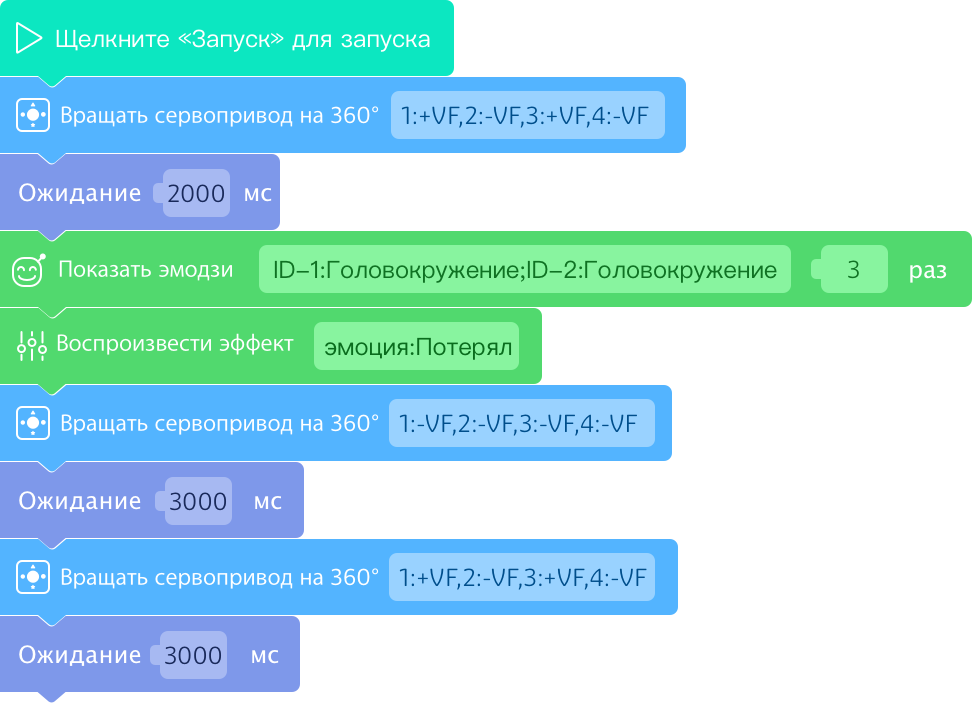 Щелкните «Запуск» для запуска
Вращать сервопривод на 360° 1:+VF,2:-VF,3:+VF,4:-VF
Ожидание 2000 мс
Показать эмодзи ID-1:Головокружение;ID-2:Головокружение 3 раз
Воспроизвести эффект эмоция:Потерял
Вращать сервопривод на 360° 1:-VF,2:-VF,3:-VF,4:-VF
Ожидание 3000 мс
Вращать сервопривод на 360° 1:+VF,2:-VF,3:+VF,4:-VF
Ожидание 3000 мс